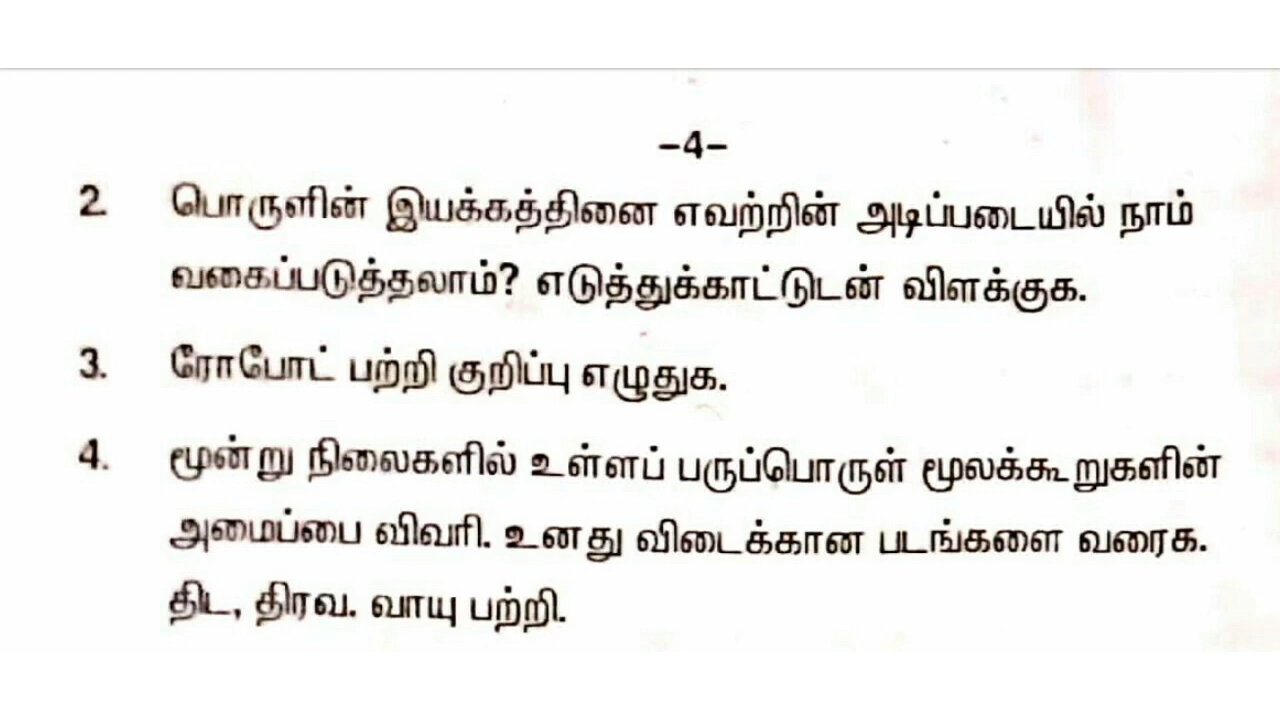 -4-
2. பொருளின் இயக்கத்தினை எவற்றின் அடிப்படையில் நாம்
வகைப்படுத்தலாம்? எடுத்துக்காட்டுடன் விளக்குக.
3. ரோபோட் பற்றி குறிப்பு எழுதுக.
4. மூன்று நிலைகளில் உள்ளப் பருப்பொருள் மூலக்கூறுகளின்
அமைப்பை விவரி. உனது விடைக்கான படங்களை வரைக.
திட, திரவ. வாயு பற்றி.